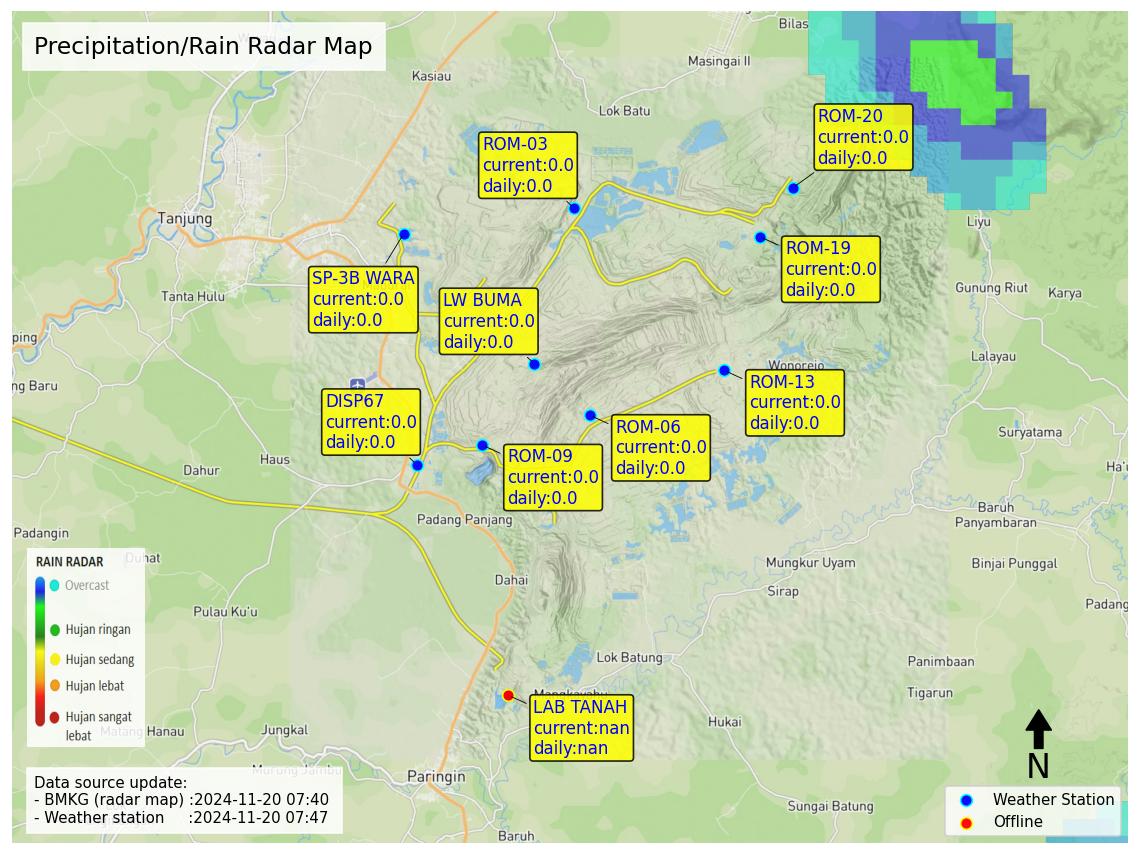 Precipitation/Rain Radar Map
Bilas
Masingai II
Kasiau
Lok Batu
ROM-20
current:0.0
daily:0.0
ROM-03
current:0.0
daily:0.0
Tanjung
Liyu
ROM-19
current:0.0
daily:0.0
SP-3B WARA
current:0.0
daily:0.0
LW BUMA
current:0.0
daily:0.0
Tanta Hulu
Gunung Riut
Karya
ping
Lalayau
Wonorejo
ng Baru
ROM-13
current:0.0
daily:0.0
DISP67
current:0.0
daily:0.0
ROM-06
current:0.0
daily:0.0
Suryatama
ROM-09
current:0.0
daily:0.0
Haus
Dahur
Ha'u
Baruh
Panyambaran
Padang Panjang
Padangin
Duhat
Mungkur Uyam
Binjai Punggal
Dahai
Sirap
Padang
Pulau Ku'u
RAIN RADAR
Overcast
Hujan ringan
Hujan sedang
Hujan lebat
Hujan sangat
lebat
Lok Batung
Panimbaan
Tigarun
LAB TANAH
current:nan
daily:nan
Hukai
Matang Hanau
Jungkal
Paringin
N
Data source update:
- BMKG (radar map) :2024-11-20 07:40
- Weather station :2024-11-20 07:47
Weather Station
Offline
Sungai Batung
Baruh